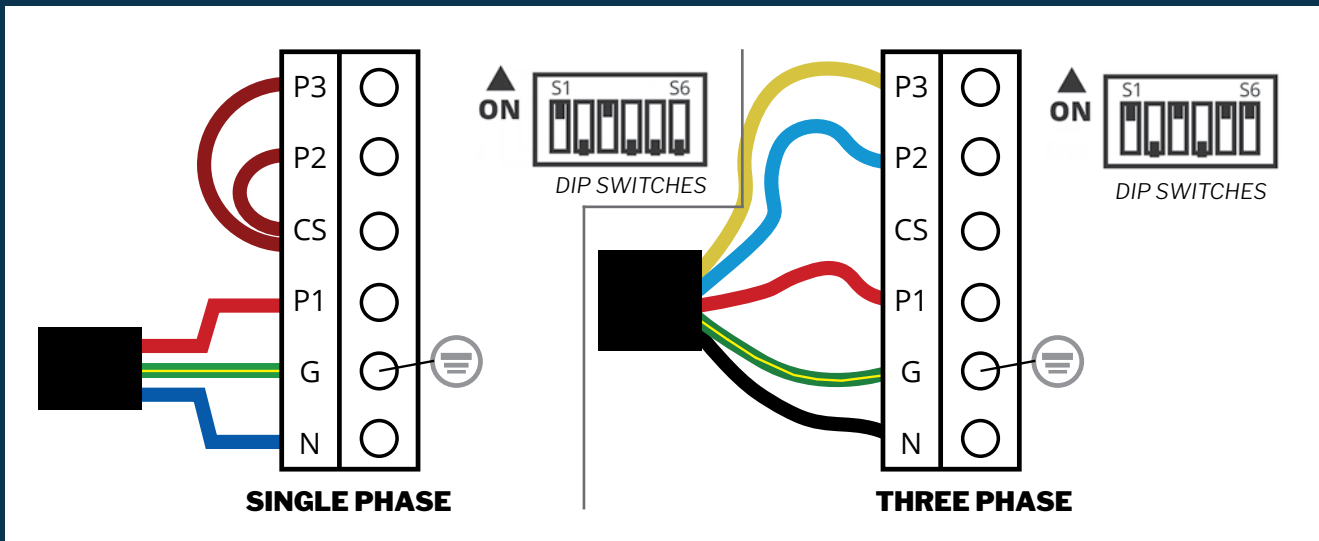 P3
P2
CS
P1
G
N
SINGLE PHASE
ON
S1 S6
DIP SWITCHES
P3
P2
CS
P1
G
N
THREE PHASE
ON
S1 S6
DIP SWITCHES